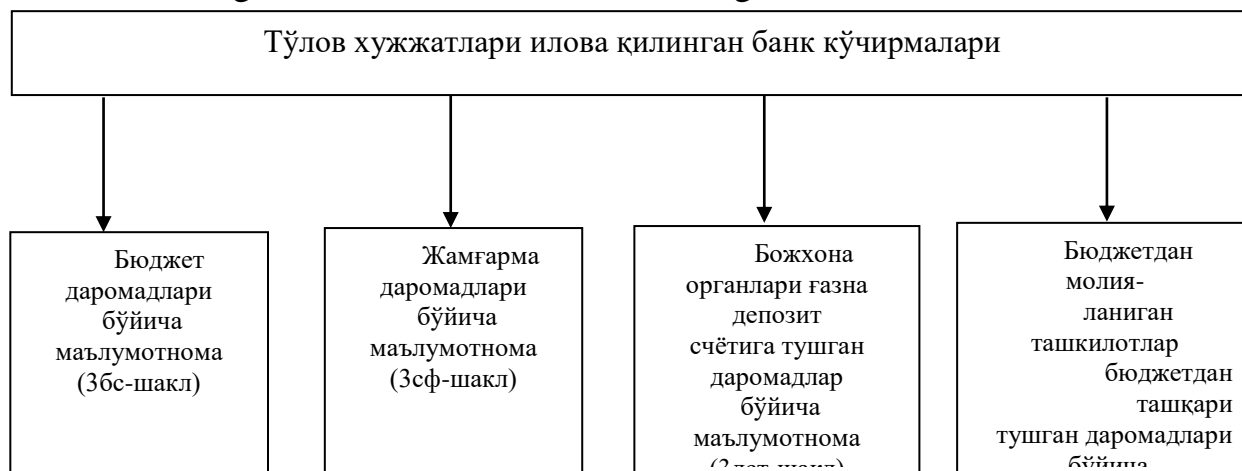 Тўлов хужжатлари илова қилинган банк кўчирмалари
Бюджет
даромадлари
бўйича
маълумотнома
(3бс-шакл)
Жамғарма
даромадлари
бўйича
маълумотнома
(3сф-шакл)
Божхона
органлари ғазна
депозит
счётига тушган
даромадлар
бўйича
маълумотнома
Бюджетдан
молия-
ланиган
ташкилотлар
бюджетдан
ташқари
тушган даромадлари
бўйича